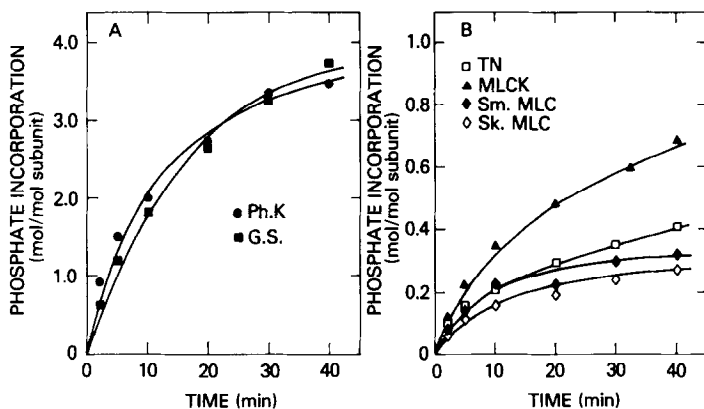 A
PHOSPHATE INCORPORATION
(mol/mol subunit)
4.0
3.0
2.0
1.0
0
Ph.K
G.S.
0 10 20 30 40
TIME (min)
B
PHOSPHATE INCORPORATION
(mol/mol subunit)
1.0
0.8
0.6
0.4
0.2
0
TN
MLCK
Sm. MLC
Sk. MLC
0 10 20 30 40
TIME (min)